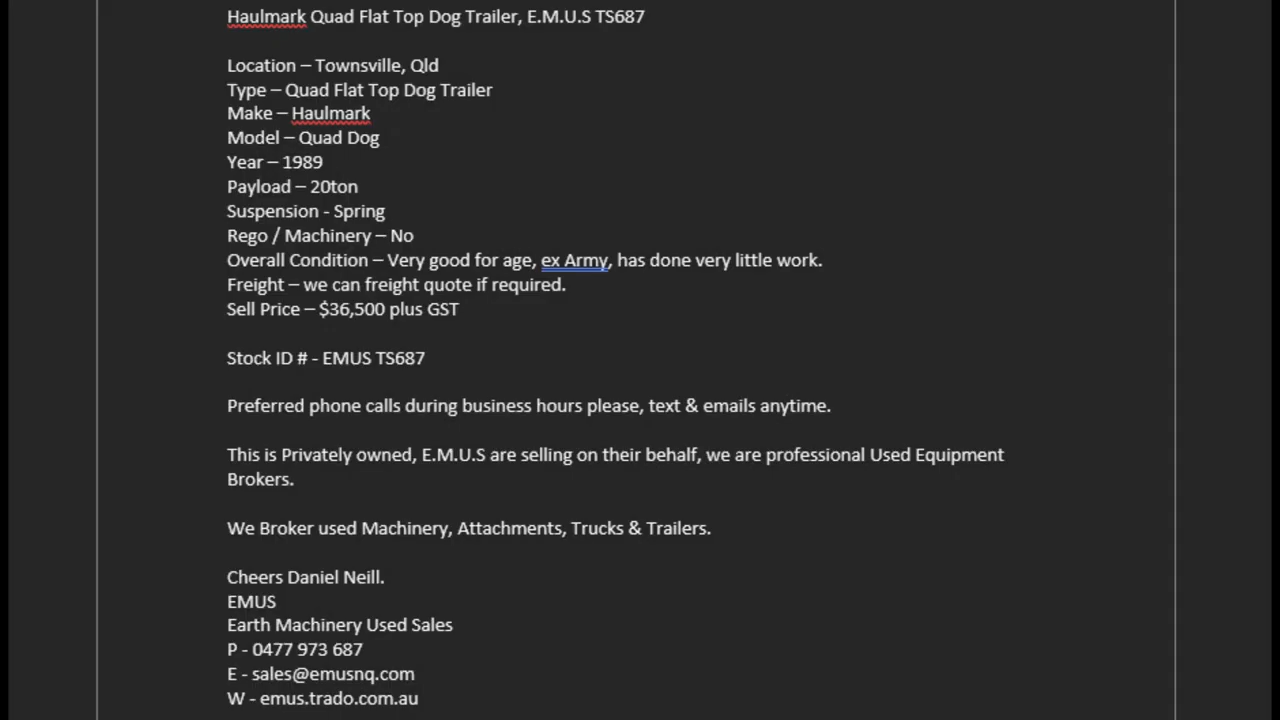 Haulmark Quad Flat Top Dog Trailer, E.M.U.S TS687
Location – Townsville, Qld
Type – Quad Flat Top Dog Trailer
Make – Haulmark
Model – Quad Dog
Year – 1989
Payload – 20ton
Suspension - Spring
Rego / Machinery – No
Overall Condition – Very good for age, ex Army, has done very little work.
Freight – we can freight quote if required.
Sell Price – $36,500 plus GST
Stock ID # - EMUS TS687
Preferred phone calls during business hours please, text & emails anytime.
This is Privately owned, E.M.U.S are selling on their behalf, we are professional Used Equipment
Brokers.
We Broker used Machinery, Attachments, Trucks & Trailers.
Cheers Daniel Neill.
EMUS
Earth Machinery Used Sales
P - 0477 973 687
E - sales@emusnq.com
W - emus.trado.com.au